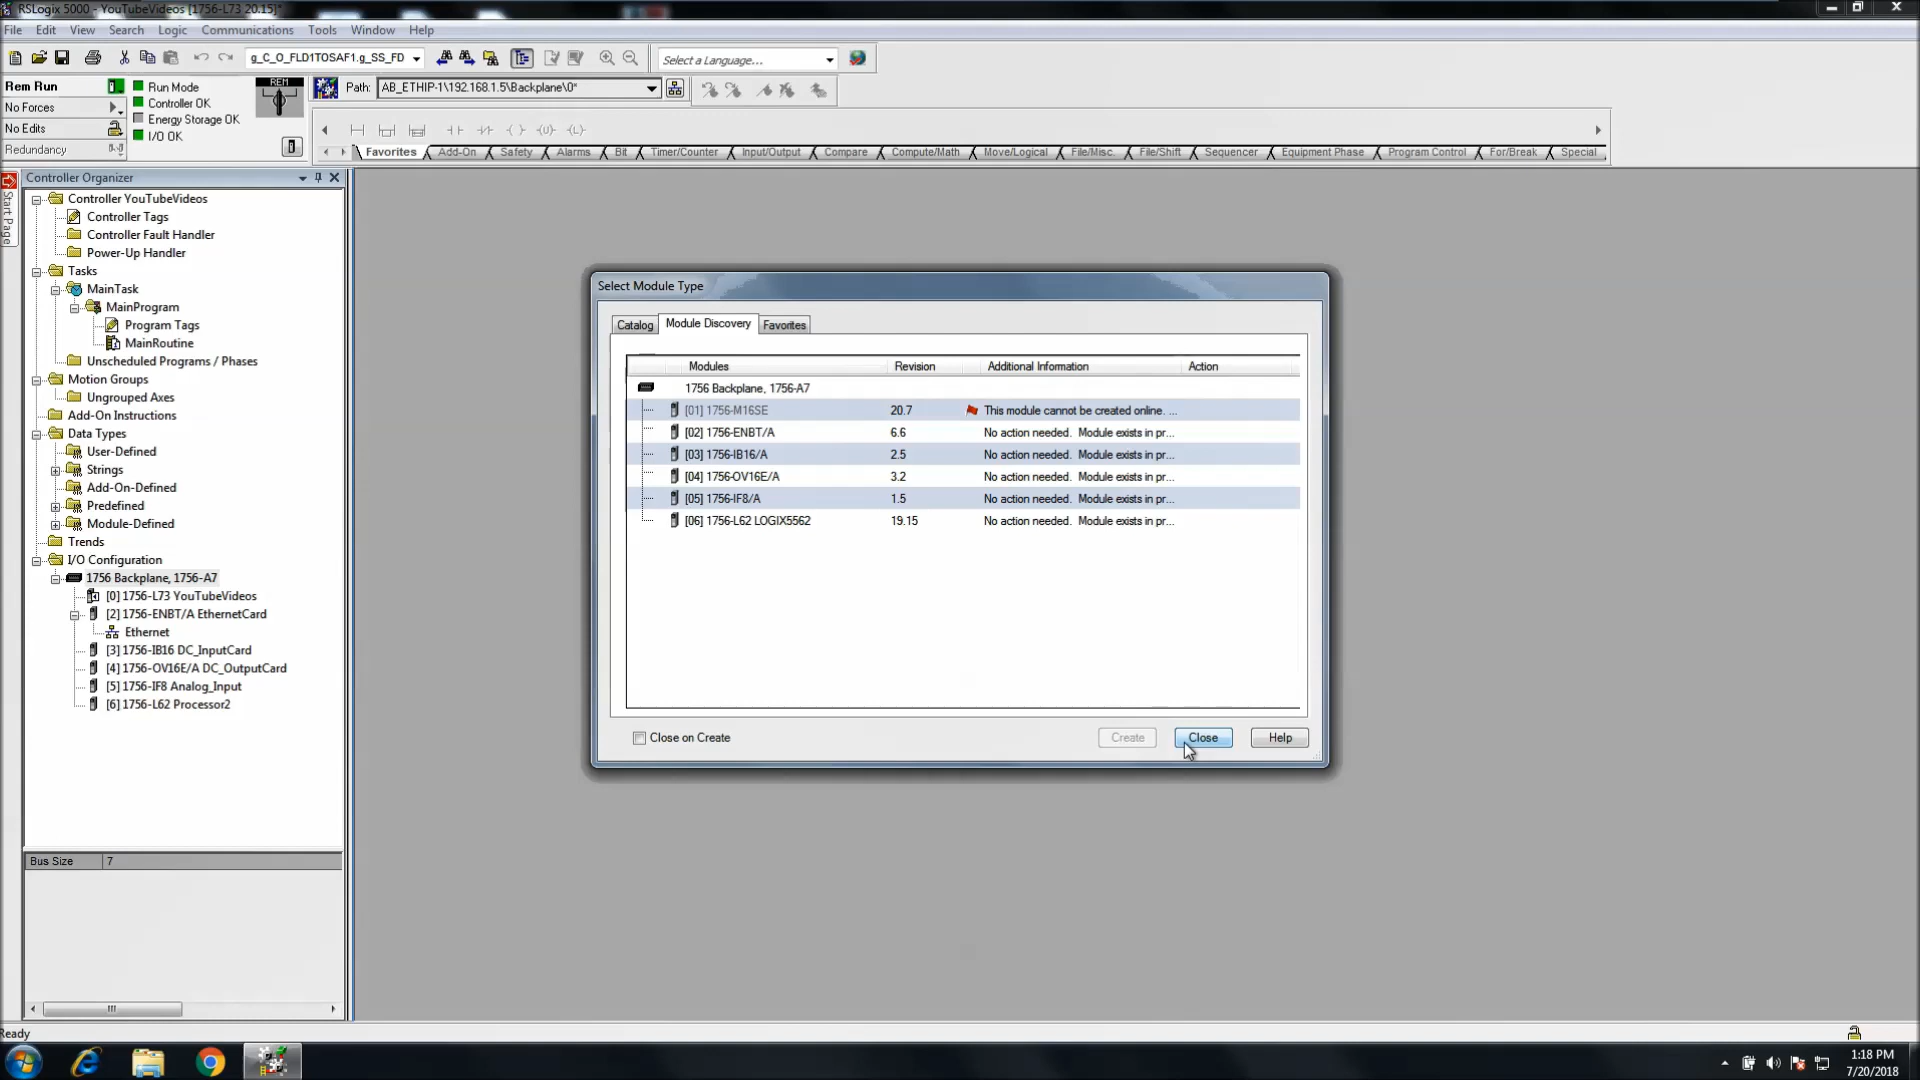 RSLogix 5000 - YouTubeVideos [1756-L73 20.15]*
File Edit View Search Logic Communications Tools Window Help
g_C_O_FLD1TOSAF1.g_SS_FD Select a Language...
Rem Run Run Mode REM Path: AB_ETHIP-1\192.168.1.5\Backplane\0*
No Forces Controller OK
No Edits Energy Storage OK
Redundancy I/O OK
Favorites Add-On Safety Alarms Bit Timer/Counter Input/Output Compare Compute/Math Move/Logical File/Misc. File/Shift Sequencer Equipment Phase Program Control For/Break Special
Start Page
Controller Organizer
Controller YouTubeVideos
Controller Tags
Controller Fault Handler
Power-Up Handler
Tasks
MainTask
MainProgram
Program Tags
MainRoutine
Unscheduled Programs / Phases
Motion Groups
Ungrouped Axes
Add-On Instructions
Data Types
User-Defined
Strings
Add-On-Defined
Predefined
Module-Defined
Trends
I/O Configuration
1756 Backplane, 1756-A7
[0] 1756-L73 YouTubeVideos
[2] 1756-ENBT/A EthernetCard
Ethernet
[3] 1756-IB16 DC_InputCard
[4] 1756-OV16E/A DC_OutputCard
[5] 1756-IF8 Analog_Input
[6] 1756-L62 Processor2
Bus Size 7
Select Module Type
Catalog Module Discovery Favorites
Modules Revision Additional Information Action
1756 Backplane, 1756-A7
[01] 1756-M16SE 20.7 This module cannot be created online. ...
[02] 1756-ENBT/A 6.6 No action needed. Module exists in pr...
[03] 1756-IB16/A 2.5 No action needed. Module exists in pr...
[04] 1756-OV16E/A 3.2 No action needed. Module exists in pr...
[05] 1756-IF8/A 1.5 No action needed. Module exists in pr...
[06] 1756-L62 LOGIX5562 19.15 No action needed. Module exists in pr...
Close on Create Create Close Help
Ready
1:18 PM
7/20/2018